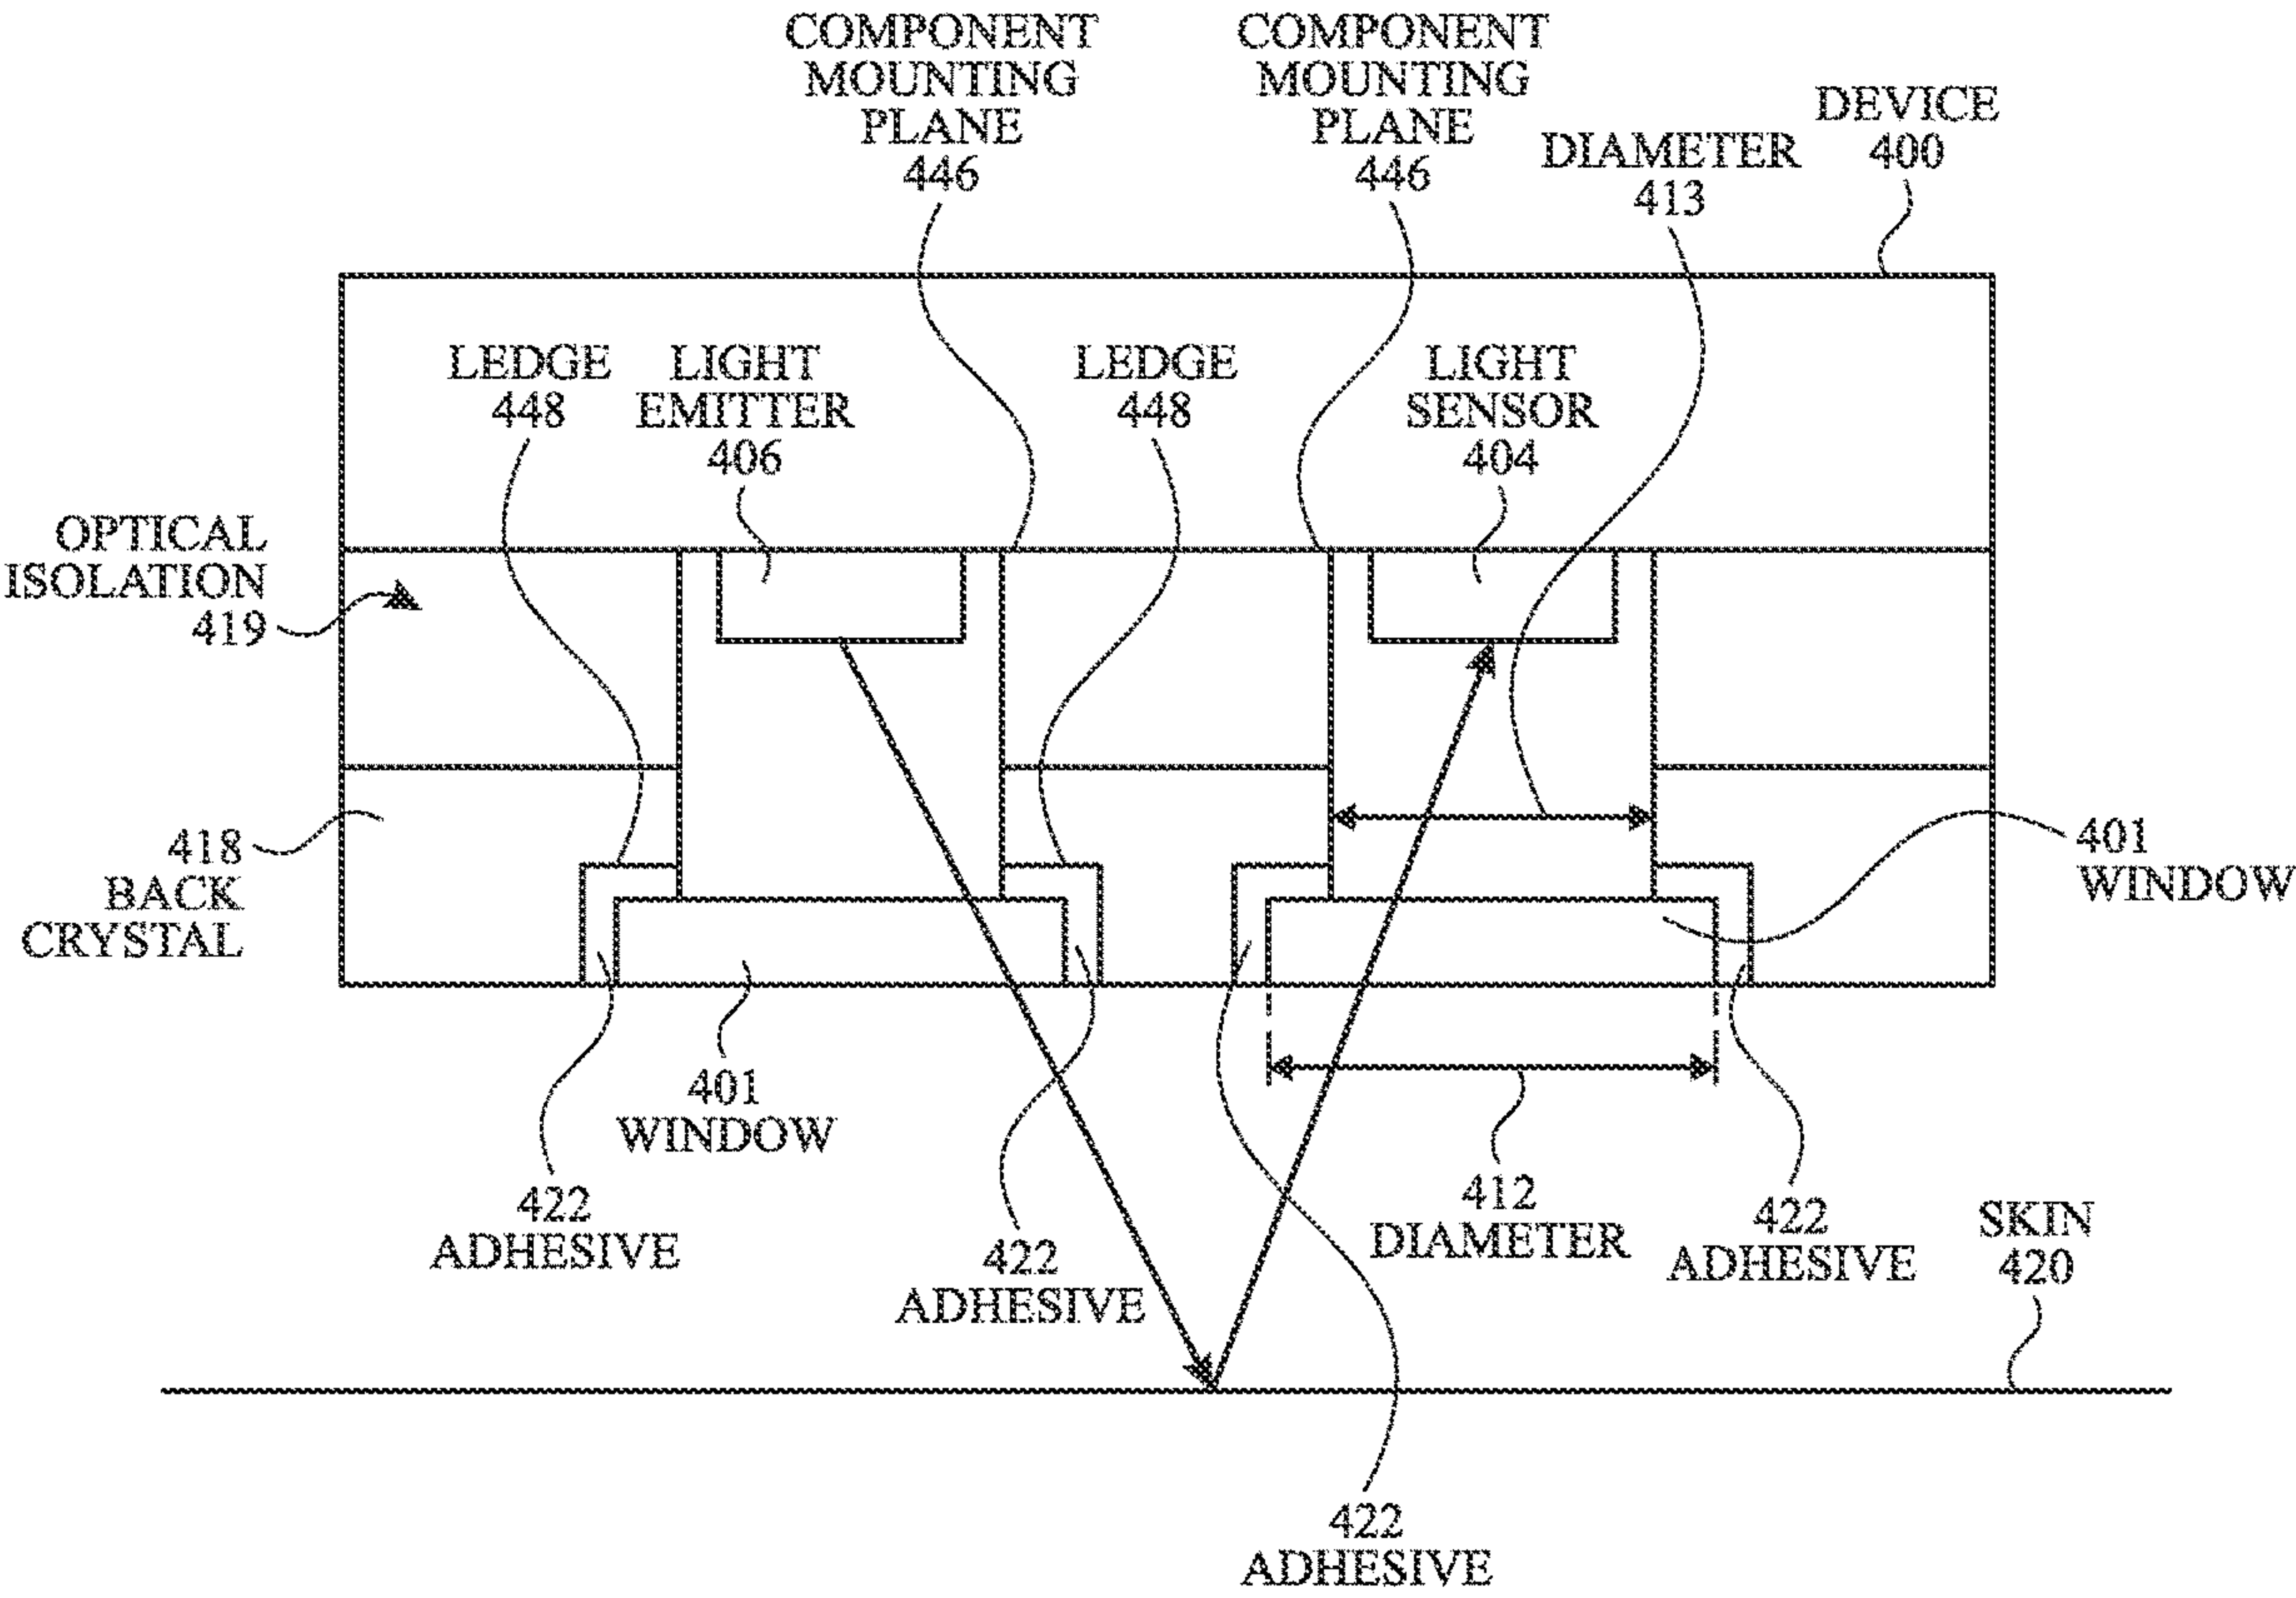 COMPONENT
MOUNTING
PLANE
446
COMPONENT
MOUNTING
PLANE
446
DIAMETER
413
DEVICE
400
LEDGE
448
LIGHT
EMITTER
406
LEDGE
448
LIGHT
SENSOR
404
OPTICAL
ISOLATION
419
418
BACK
CRYSTAL
401
WINDOW
401
WINDOW
422
ADHESIVE
422
ADHESIVE
412
DIAMETER
422
ADHESIVE
SKIN
420
422
ADHESIVE